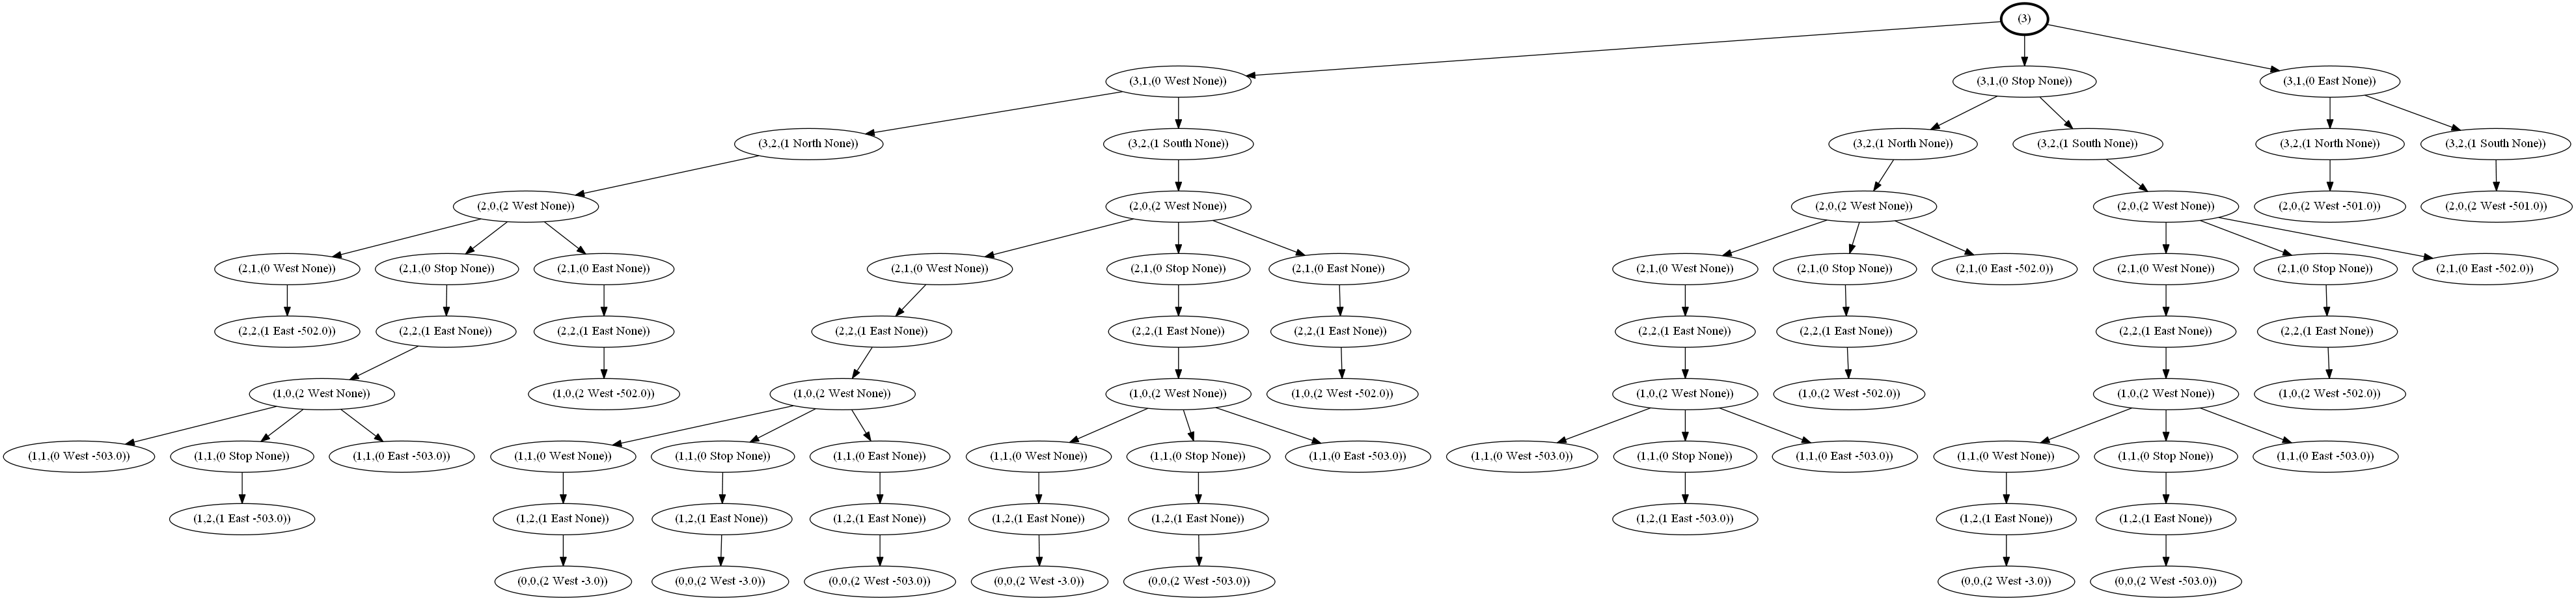 (3)
(3,1,(0 West None))
(3,1,(0 Stop None))
(3,1,(0 East None))
(3,2,(1 North None))
(3,2,(1 South None))
(3,2,(1 North None))
(3,2,(1 South None))
(3,2,(1 North None))
(3,2,(1 South None))
(2,0,(2 West None))
(2,0,(2 West None))
(2,0,(2 West None))
(2,0,(2 West None))
(2,0,(2 West -501.0))
(2,0,(2 West -501.0))
(2,1,(0 West None))
(2,1,(0 Stop None))
(2,1,(0 East None))
(2,1,(0 West None))
(2,1,(0 Stop None))
(2,1,(0 East None))
(2,1,(0 West None))
(2,1,(0 Stop None))
(2,1,(0 East -502.0))
(2,1,(0 West None))
(2,1,(0 Stop None))
(2,1,(0 East -502.0))
(2,2,(1 East -502.0))
(2,2,(1 East None))
(2,2,(1 East None))
(2,2,(1 East None))
(2,2,(1 East None))
(2,2,(1 East None))
(2,2,(1 East None))
(2,2,(1 East None))
(2,2,(1 East None))
(2,2,(1 East None))
(1,0,(2 West None))
(1,0,(2 West -502.0))
(1,0,(2 West None))
(1,0,(2 West None))
(1,0,(2 West -502.0))
(1,0,(2 West None))
(1,0,(2 West -502.0))
(1,0,(2 West None))
(1,0,(2 West -502.0))
(1,1,(0 West -503.0))
(1,1,(0 Stop None))
(1,1,(0 East -503.0))
(1,1,(0 West None))
(1,1,(0 Stop None))
(1,1,(0 East None))
(1,1,(0 West None))
(1,1,(0 Stop None))
(1,1,(0 East -503.0))
(1,1,(0 West -503.0))
(1,1,(0 Stop None))
(1,1,(0 East -503.0))
(1,1,(0 West None))
(1,1,(0 Stop None))
(1,1,(0 East -503.0))
(1,2,(1 East -503.0))
(1,2,(1 East None))
(1,2,(1 East None))
(1,2,(1 East None))
(1,2,(1 East None))
(1,2,(1 East None))
(1,2,(1 East -503.0))
(1,2,(1 East None))
(1,2,(1 East None))
(0,0,(2 West -3.0))
(0,0,(2 West -3.0))
(0,0,(2 West -503.0))
(0,0,(2 West -3.0))
(0,0,(2 West -503.0))
(0,0,(2 West -3.0))
(0,0,(2 West -503.0))